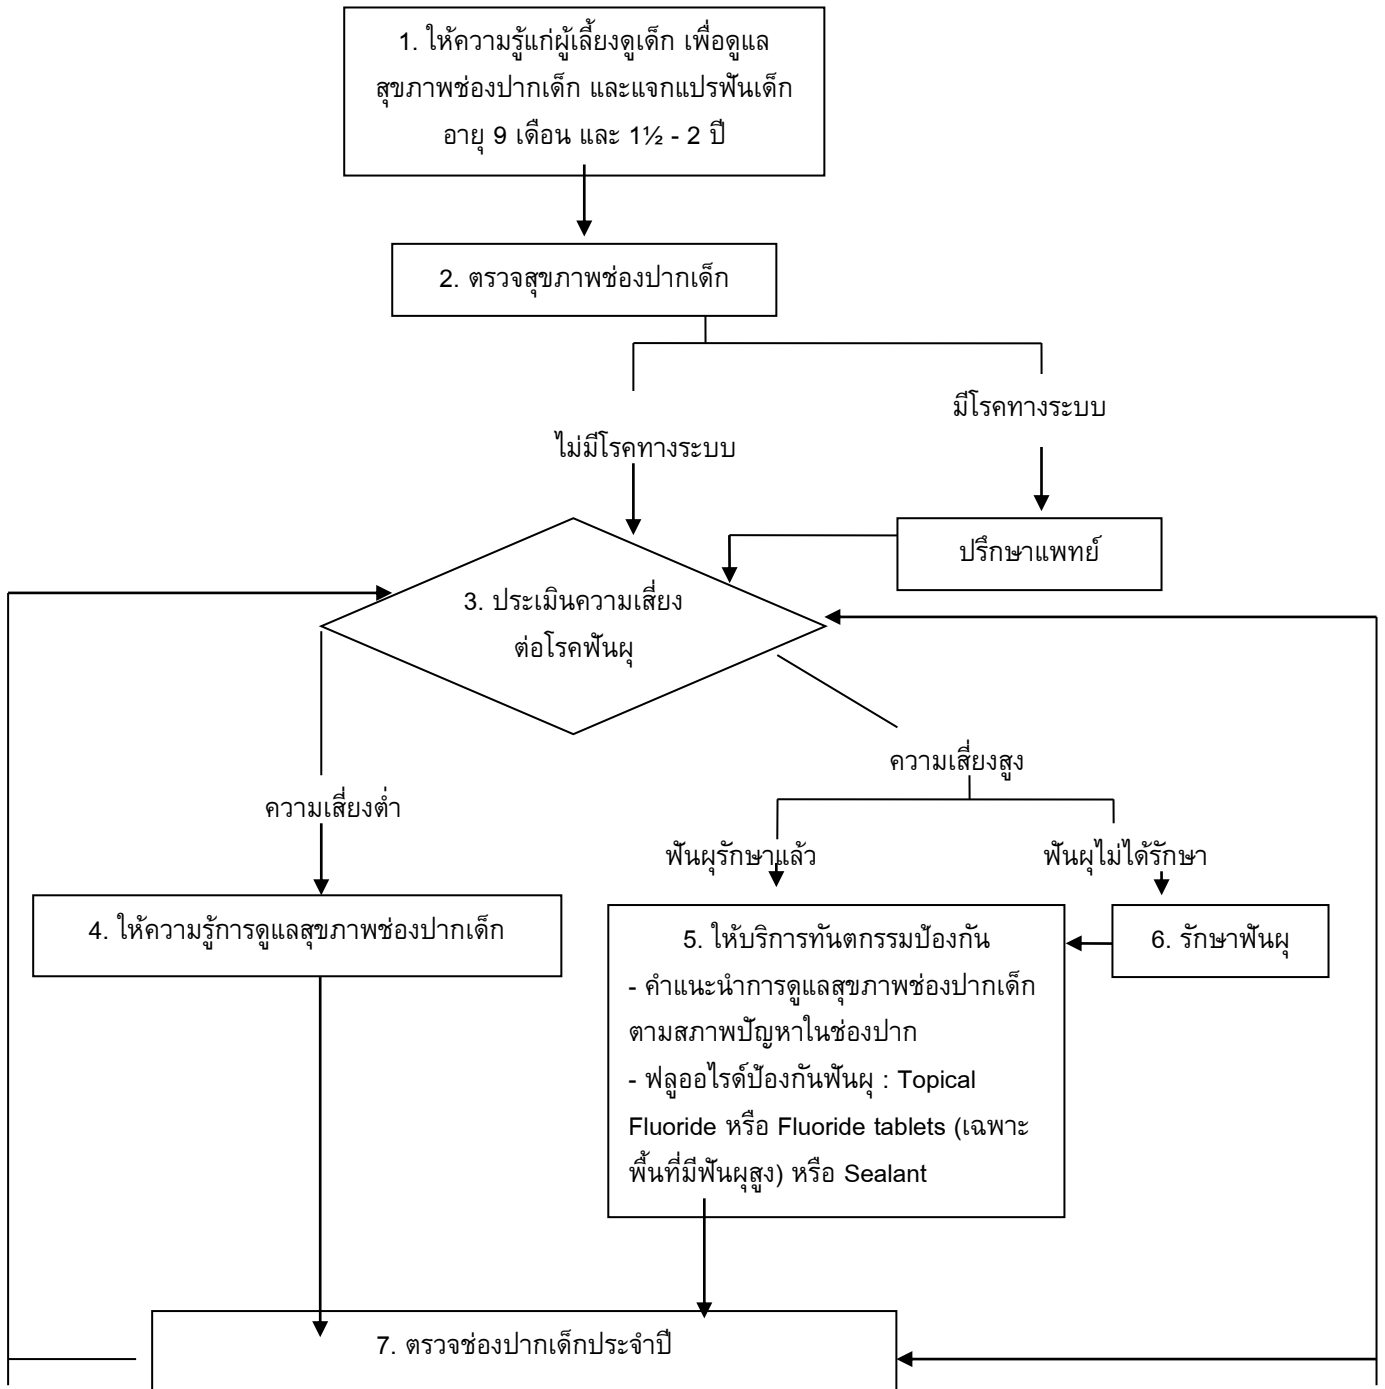 1. ให้ความรู้แก่ผู้เลี้ยงดูเด็ก เพื่อดูแล
สุขภาพช่องปากเด็ก และแจกแปรฟันเด็ก
อายุ 9 เดือน และ 1½ - 2 ปี
2. ตรวจสุขภาพช่องปากเด็ก
มีโรคทางระบบ
ไม่มีโรคทางระบบ
ปรึกษาแพทย์
3. ประเมินความเสี่ยง
ต่อโรคฟันผุ
ความเสี่ยงสูง
ความเสี่ยงต่ำ
ฟันผุรักษาแล้ว
ฟันผุไม่ได้รักษา
4. ให้ความรู้การดูแลสุขภาพช่องปากเด็ก
5. ให้บริการทันตกรรมป้องกัน
- คำแนะนำการดูแลสุขภาพช่องปากเด็ก
ตามสภาพปัญหาในช่องปาก
- ฟลูออไรด์ป้องกันฟันผุ : Topical
Fluoride หรือ Fluoride tablets (เฉพาะ
พื้นที่มีฟันผุสูง) หรือ Sealant
6. รักษาฟันผุ
7. ตรวจช่องปากเด็กประจำปี